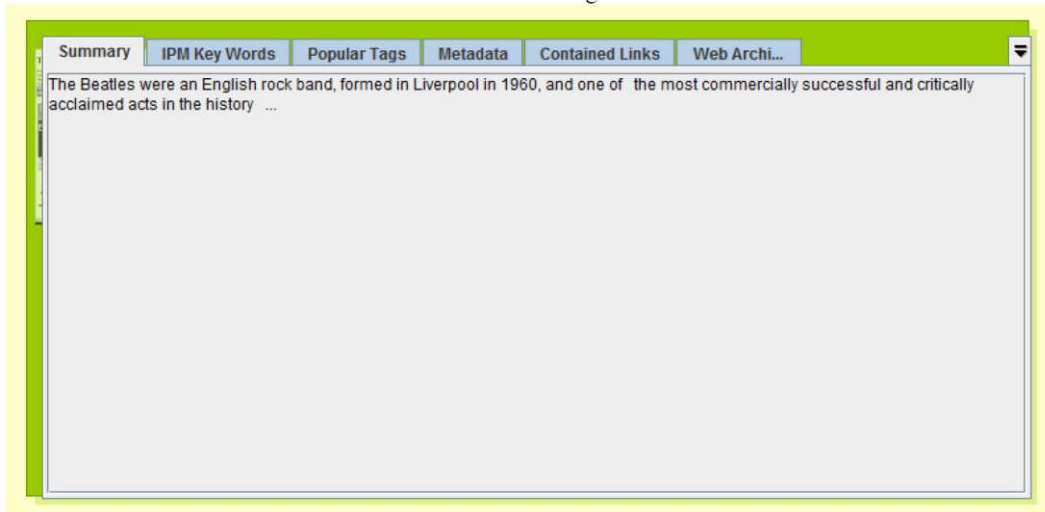 Summary IPM Key Words Popular Tags Metadata Contained Links Web Archi...
The Beatles were an English rock band, formed in Liverpool in 1960, and one of the most commercially successful and critically
acclaimed acts in the history ...